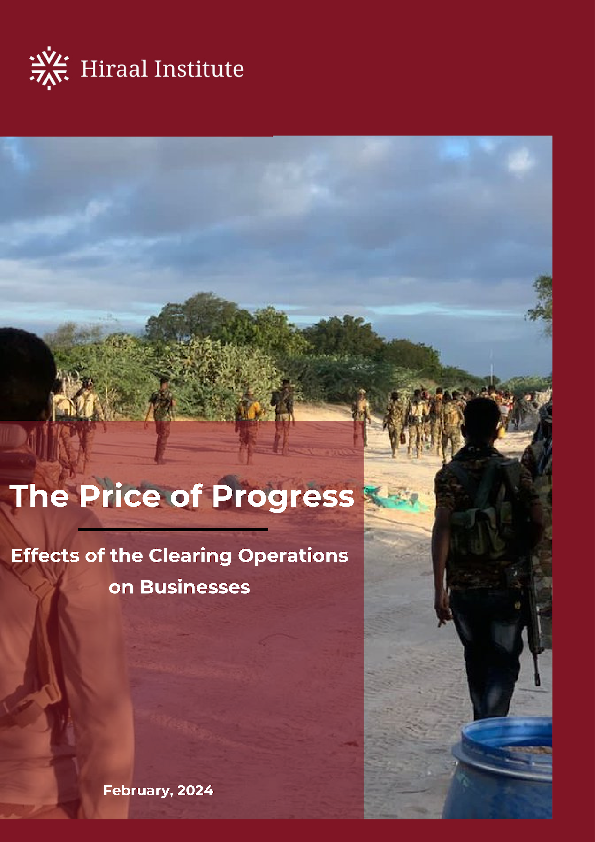 Hiraal Institute
The Price of Progress
Effects of the Clearing Operations
on Businesses
February, 2024